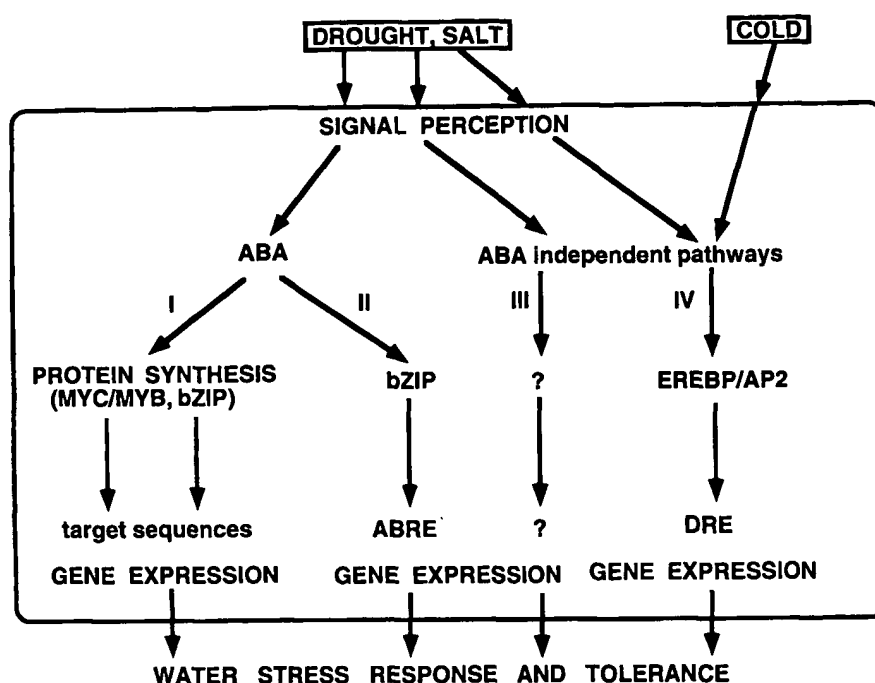 DROUGHT, SALT COLD
SIGNAL PERCEPTION
ABA ABA independent pathways
I II III IV
PROTEIN SYNTHESIS bZIP ? EREBP/AP2
(MYC/MYB, bZIP)
target sequences ABRE ? DRE
GENE EXPRESSION GENE EXPRESSION GENE EXPRESSION
WATER STRESS RESPONSE AND TOLERANCE